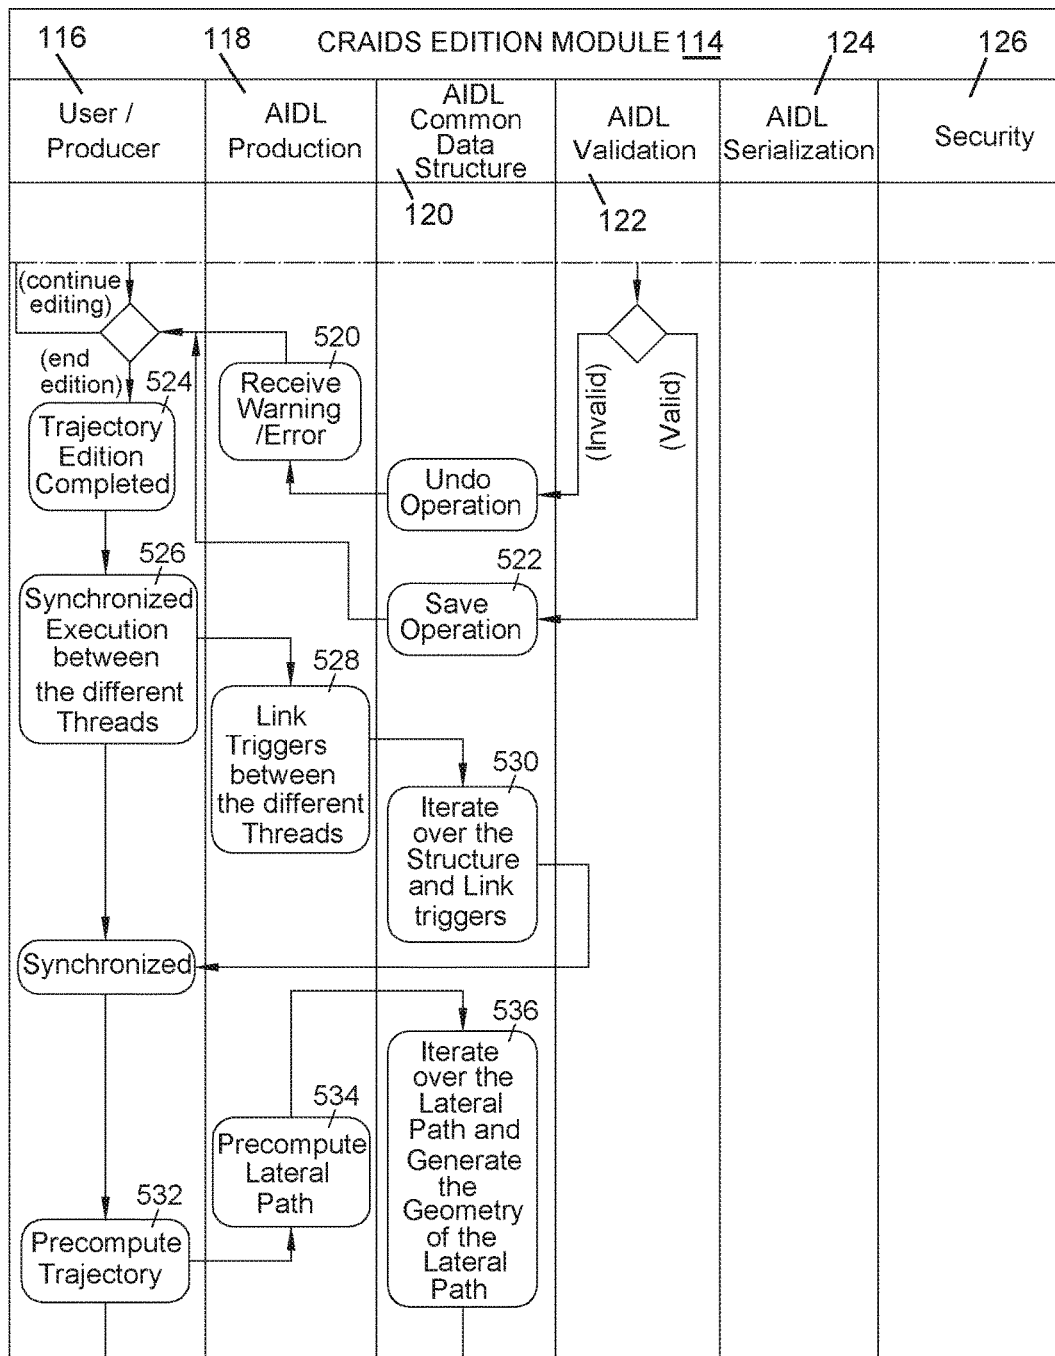 116
118
CRAIDS EDITION MODULE 114
124
126
User /
Producer
AIDL
Production
AIDL
Common
Data
Structure
120
AIDL
Validation
122
AIDL
Serialization
Security
(continue
editing)
(end
edition)
524
Trajectory
Edition
Completed
520
Receive
Warning
/Error
(Invalid)
(Valid)
Undo
Operation
522
Save
Operation
526
Synchronized
Execution
between
the different
Threads
528
Link
Triggers
between
the different
Threads
530
Iterate
over the
Structure
and Link
triggers
Synchronized
532
Precompute
Trajectory
534
Precompute
Lateral
Path
536
Iterate
over the
Lateral
Path and
Generate
the
Geometry
of the
Lateral
Path